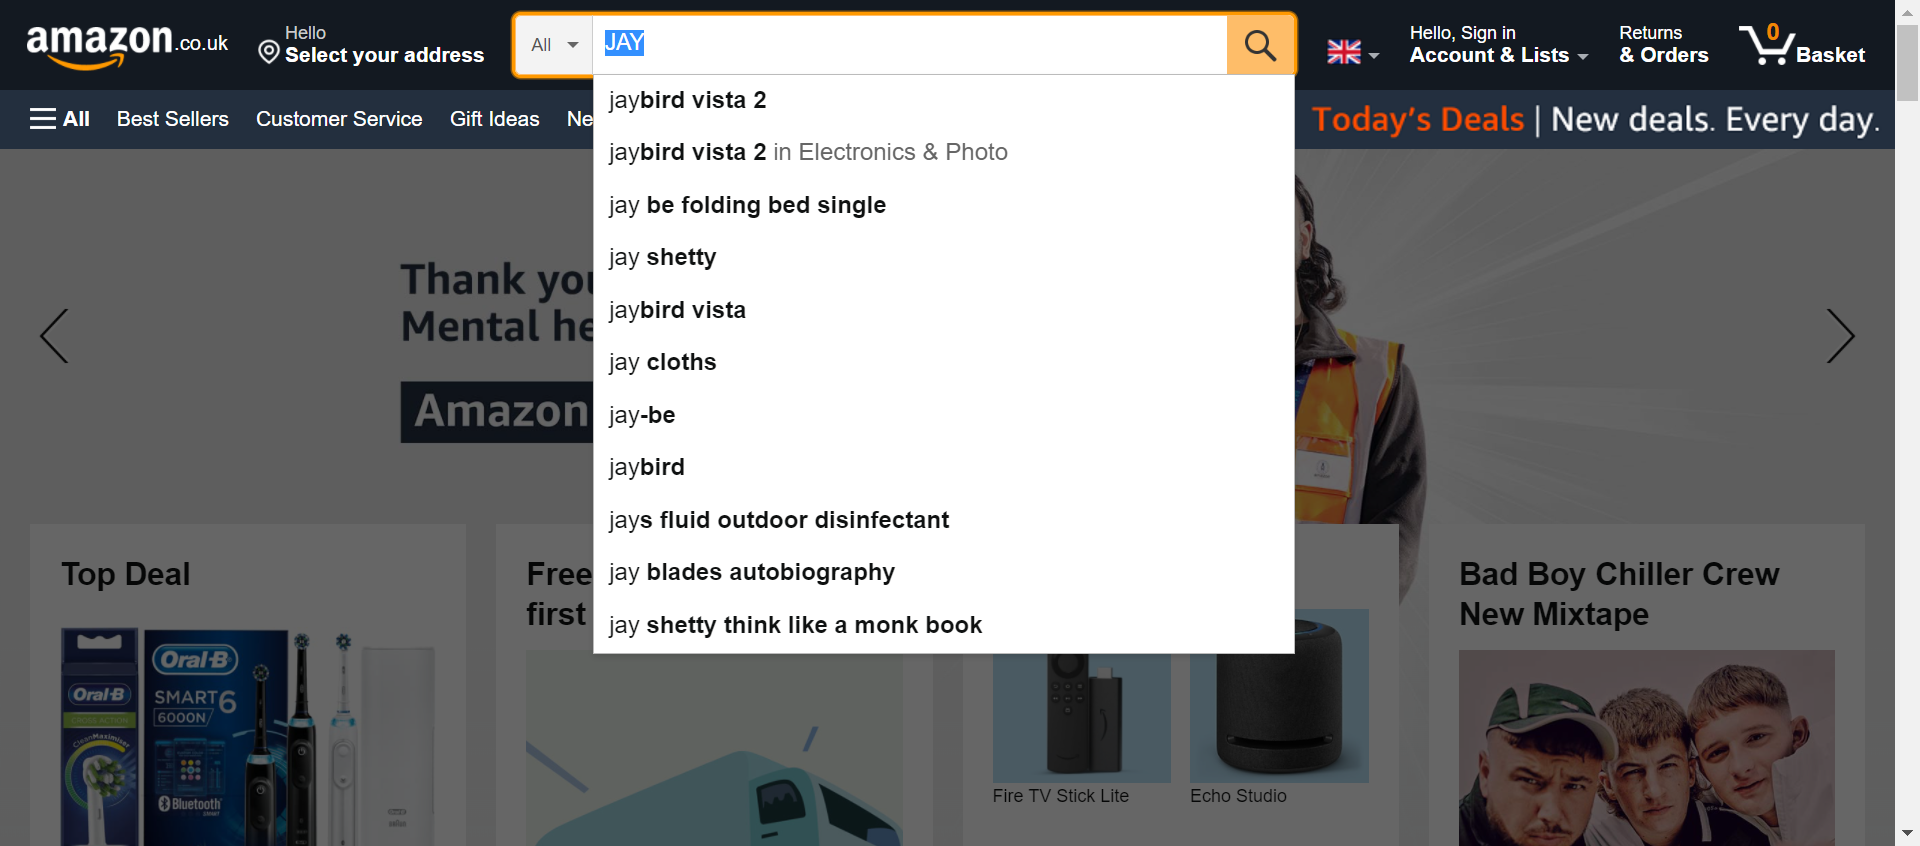 amazon.co.uk
Hello
Select your address
All
JAY
Hello, Sign in
Account & Lists
Returns
& Orders
0
Basket
All
Best Sellers
Customer Service
Gift Ideas
Ne
Today's Deals | New deals. Every day.
jaybird vista 2
jaybird vista 2 in Electronics & Photo
jay be folding bed single
jay shetty
jaybird vista
jay cloths
jay-be
jaybird
jays fluid outdoor disinfectant
jay blades autobiography
jay shetty think like a monk book
Thank you
Mental he
Amazon
Top Deal
Oral-B
CROSS ACTION
CleanMaximiser
Oral-B
SMART 6
6000N
Bluetooth
Free
first
Fire TV Stick Lite
Echo Studio
Bad Boy Chiller Crew
New Mixtape